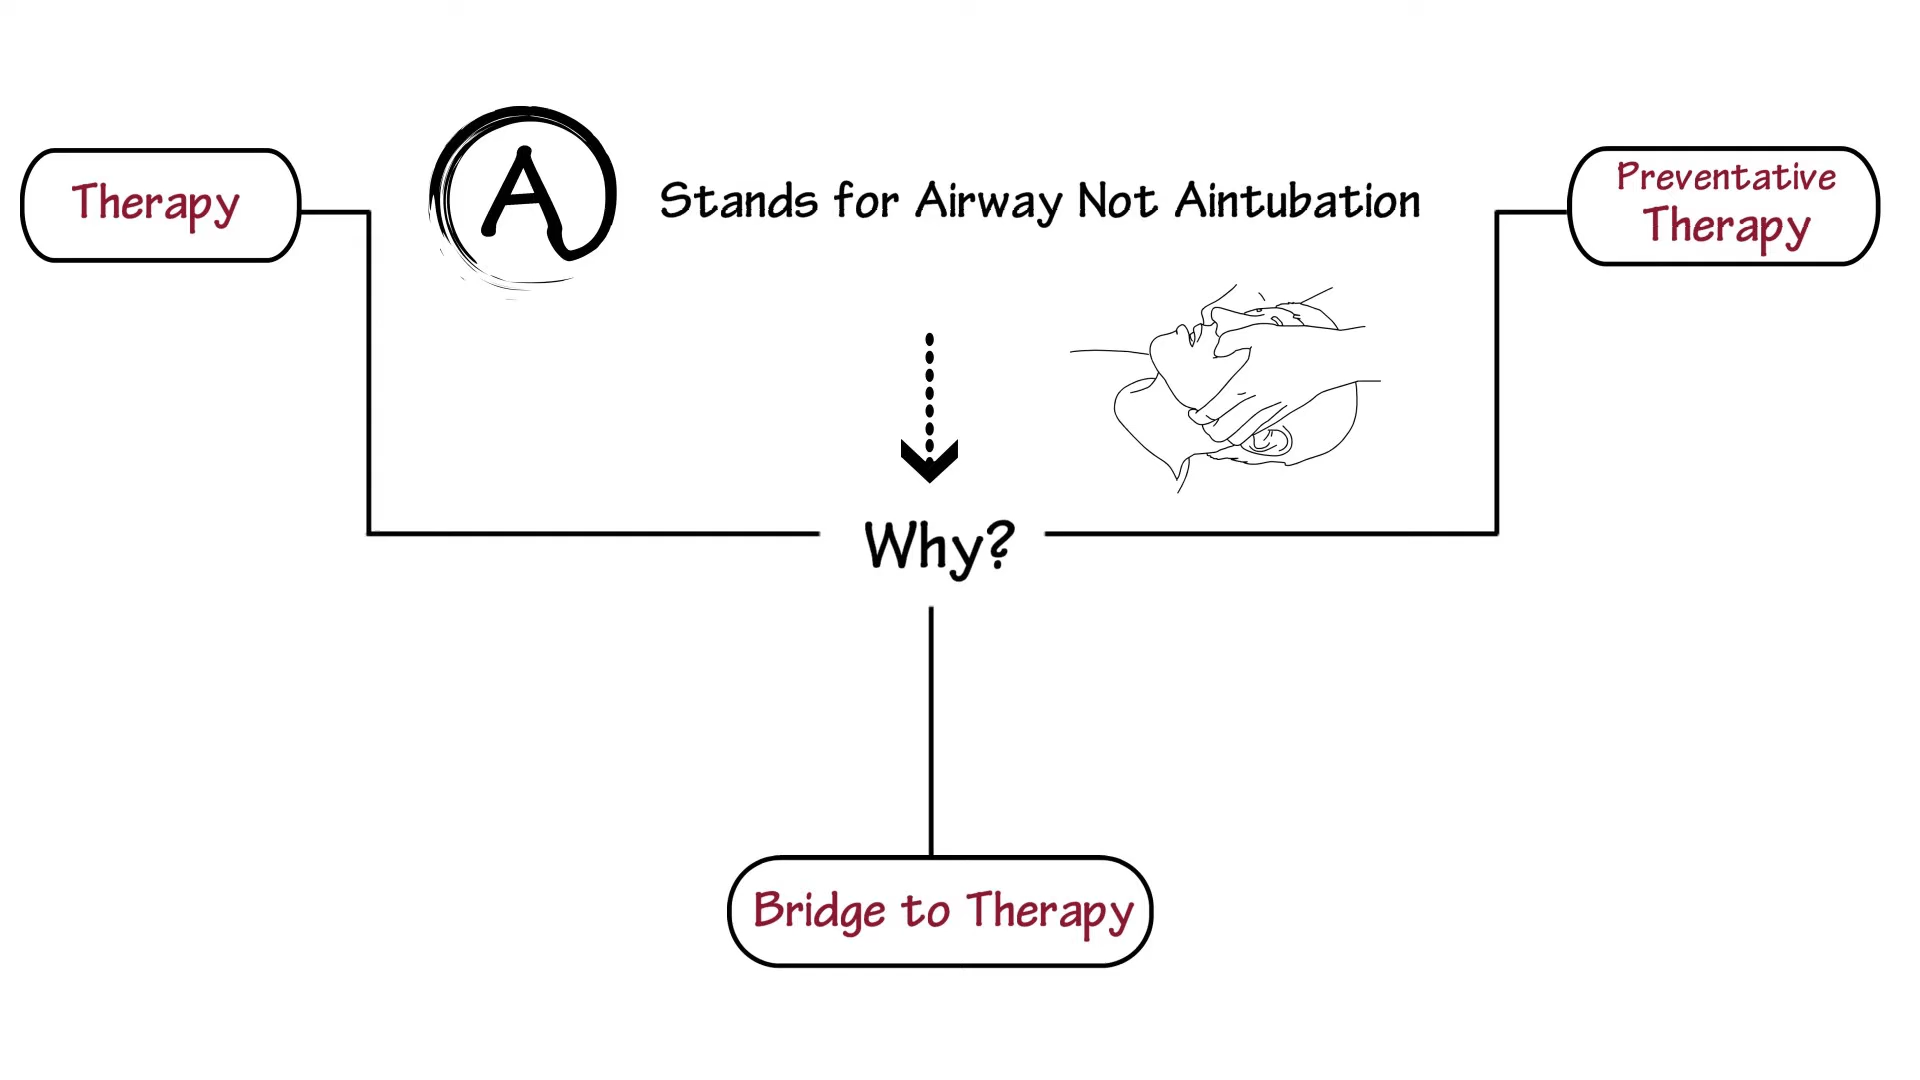 A Stands for Airway Not Aintubation
Therapy
Preventative
Therapy
Why?
Bridge to Therapy